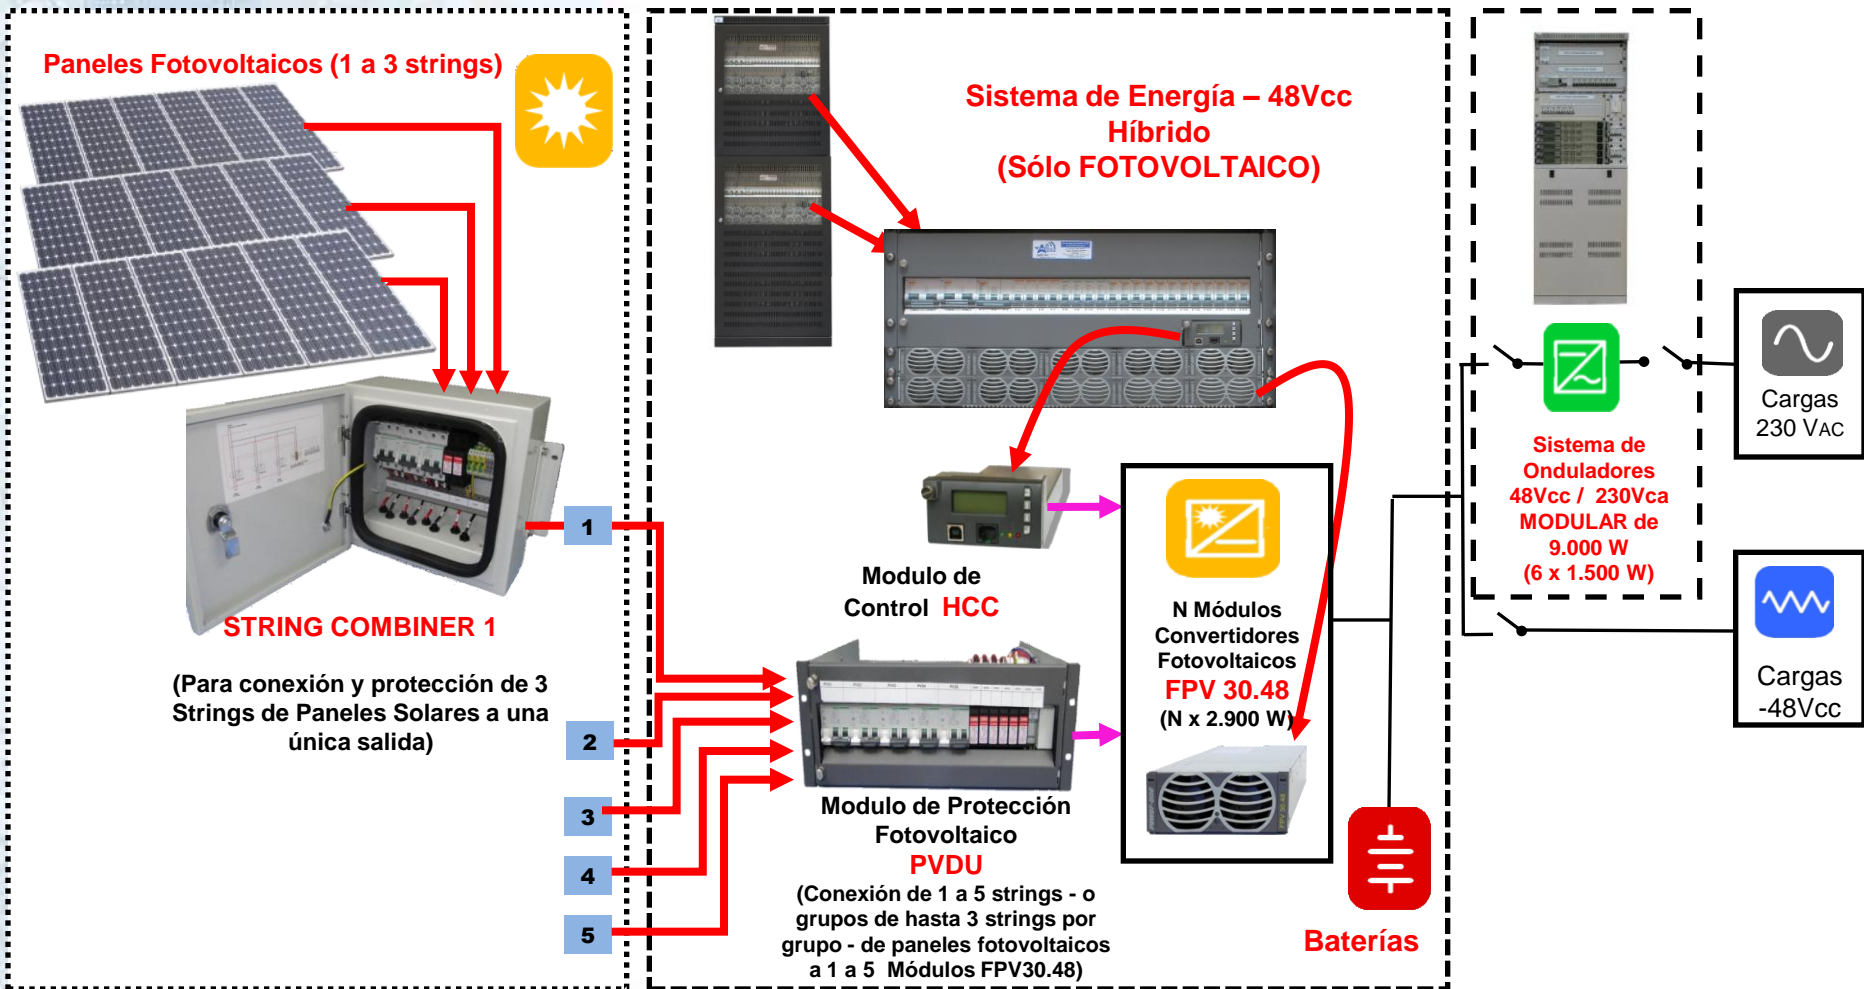 Paneles Fotovoltaicos (1 a 3 strings)
STRING COMBINER 1
(Para conexión y protección de 3
Strings de Paneles Solares a una
única salida)
1
2
3
4
5
Sistema de Energía – 48Vcc
Híbrido
(Sólo FOTOVOLTAICO)
Modulo de
Control HCC
Modulo de Protección
Fotovoltaico
PVDU
(Conexión de 1 a 5 strings - o
grupos de hasta 3 strings por
grupo - de paneles fotovoltaicos
a 1 a 5 Módulos FPV30.48)
N Módulos
Convertidores
Fotovoltaicos
FPV 30.48
(N x 2.900 W)
FPV 30.48
Baterías
Sistema de
Onduladores
48Vcc / 230Vca
MODULAR de
9.000 W
(6 x 1.500 W)
Cargas
230 VAC
Cargas
-48Vcc